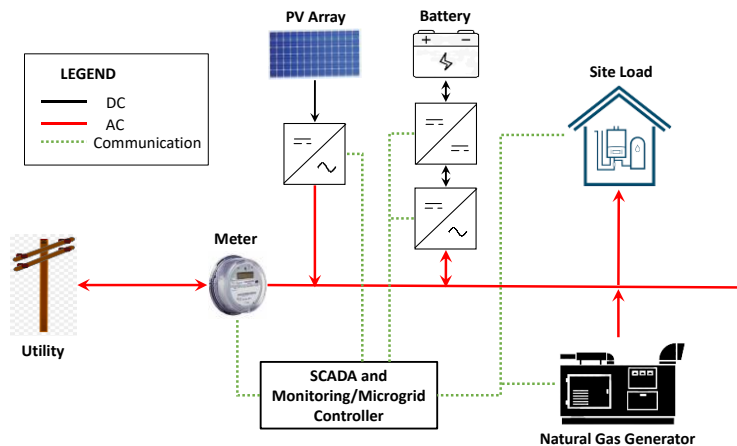 PV Array
Battery
LEGEND
DC
AC
Communication
Site Load
Meter
Utility
SCADA and
Monitoring/Microgrid
Controller
Natural Gas Generator